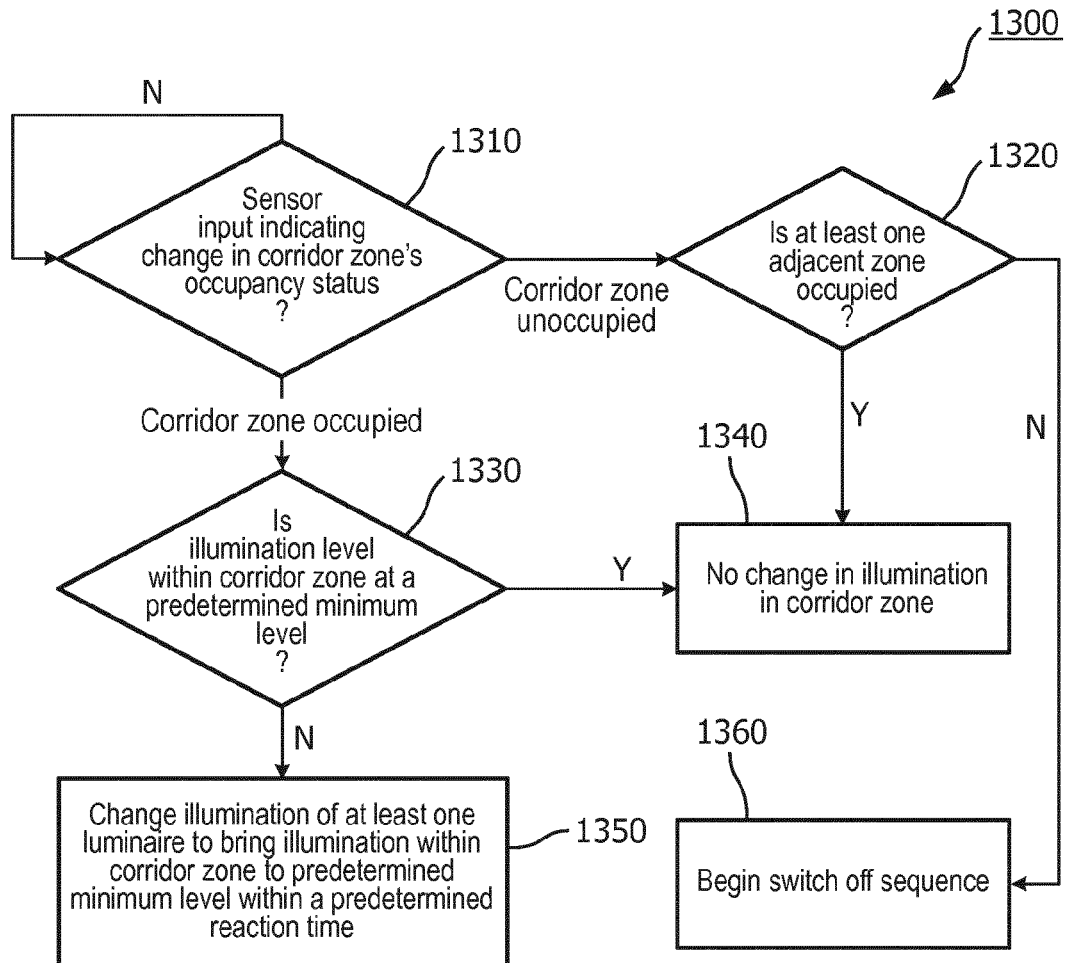 1300
N
1310
Sensor
input indicating
change in corridor zone's
occupancy status
?
Corridor zone
unoccupied
1320
Is at least one
adjacent zone
occupied
?
Y
N
Corridor zone occupied
1330
Is
illumination level
within corridor zone at a
predetermined minimum
level
?
Y
1340
No change in illumination
in corridor zone
N
1350
Change illumination of at least one
luminaire to bring illumination within
corridor zone to predetermined
minimum level within a predetermined
reaction time
1360
Begin switch off sequence